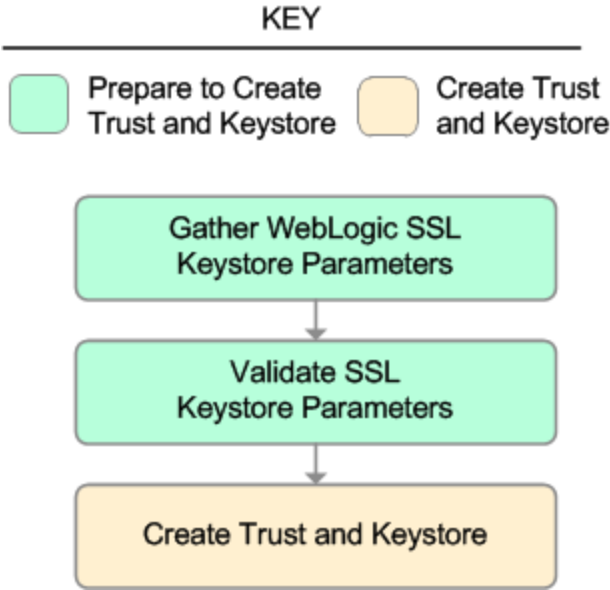 KEY
Prepare to Create
Trust and Keystore
Create Trust
and Keystore
Gather WebLogic SSL
Keystore Parameters
Validate SSL
Keystore Parameters
Create Trust and Keystore